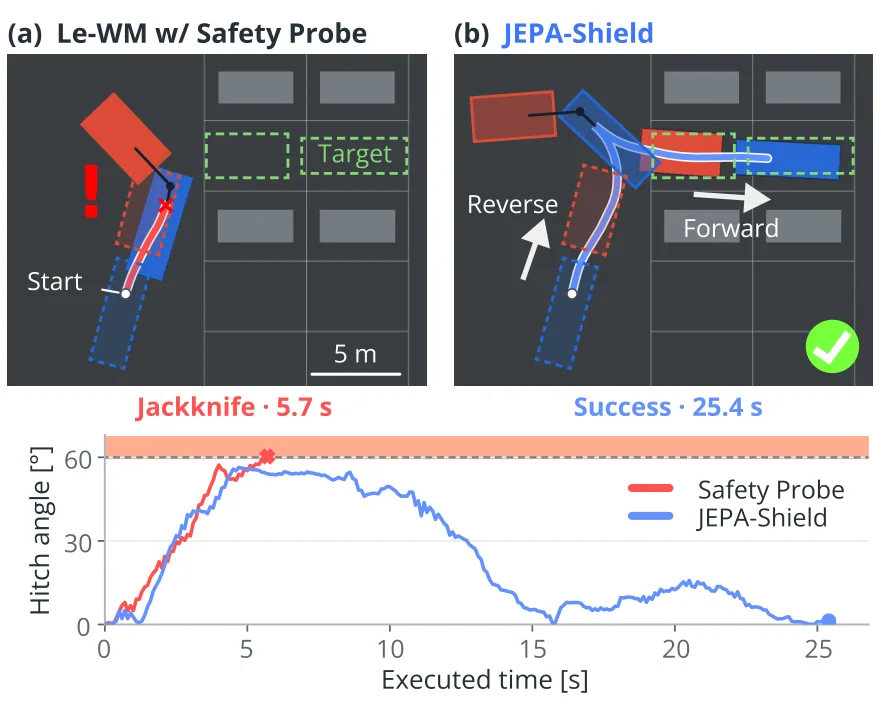 (a) Le-WM w/ Safety Probe
(b) JEPA-Shield
Target
!
Start
5 m
Reverse
Forward
Jackknife · 5.7 s
Success · 25.4 s
Hitch angle [°]
60
30
0
Safety Probe
JEPA-Shield
0 5 10 15 20 25
Executed time [s]